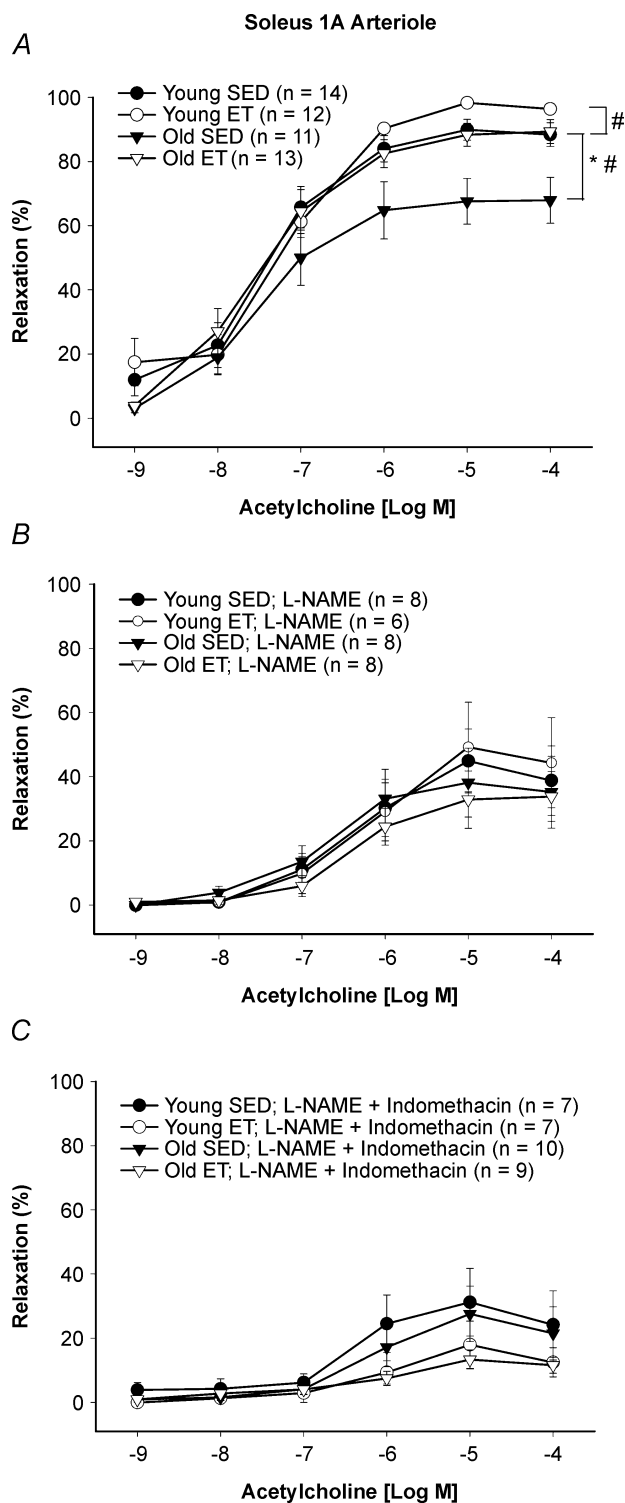 Soleus 1A Arteriole
A
Young SED (n = 14)
Young ET (n = 12)
Old SED (n = 11)
Old ET (n = 13)
100
80
60
40
20
0
Relaxation (%)
#
* #
-9 -8 -7 -6 -5 -4
Acetylcholine [Log M]
B
Young SED; L-NAME (n = 8)
Young ET; L-NAME (n = 6)
Old SED; L-NAME (n = 8)
Old ET; L-NAME (n = 8)
100
80
60
40
20
0
Relaxation (%)
-9 -8 -7 -6 -5 -4
Acetylcholine [Log M]
C
Young SED; L-NAME + Indomethacin (n = 7)
Young ET; L-NAME + Indomethacin (n = 7)
Old SED; L-NAME + Indomethacin (n = 10)
Old ET; L-NAME + Indomethacin (n = 9)
100
80
60
40
20
0
Relaxation (%)
-9 -8 -7 -6 -5 -4
Acetylcholine [Log M]